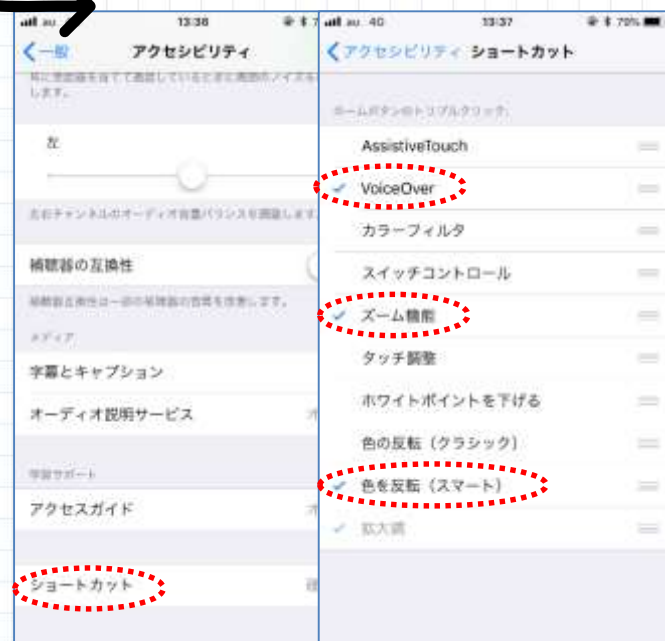 au
13:36
一般
アクセシビリティ
左
補聴器の互換性
メディア
字幕とキャプション
オーディオ説明サービス
学習サポート
アクセスガイド
ショートカット
au 4G
13:37
79%
アクセシビリティ ショートカット
ホームボタンのトリプルクリック:
AssistiveTouch
VoiceOver
カラーフィルタ
スイッチコントロール
ズーム機能
タッチ調整
ホワイトポイントを下げる
色の反転（クラシック）
色を反転（スマート）
拡大鏡